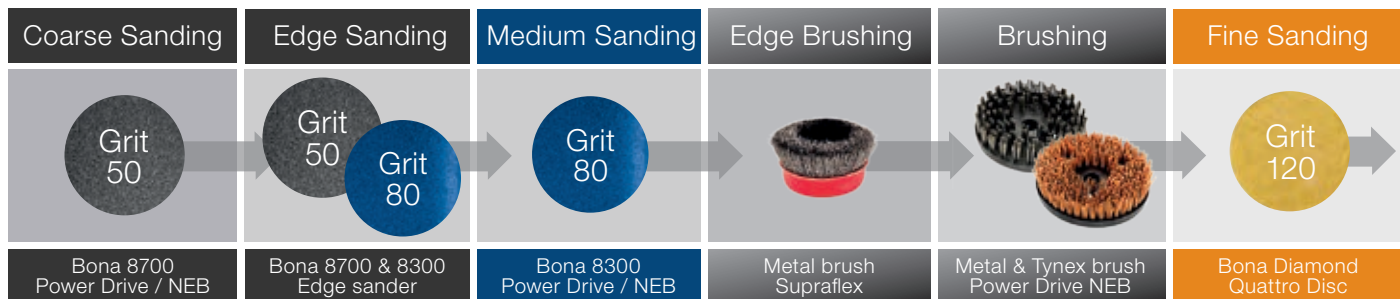 Coarse Sanding
Edge Sanding
Medium Sanding
Edge Brushing
Brushing
Fine Sanding
Grit
50
Grit
50
Grit
80
Grit
80
Grit
120
Bona 8700
Power Drive / NEB
Bona 8700 & 8300
Edge sander
Bona 8300
Power Drive / NEB
Metal brush
Supraflex
Metal & Tynex brush
Power Drive NEB
Bona Diamond
Quattro Disc